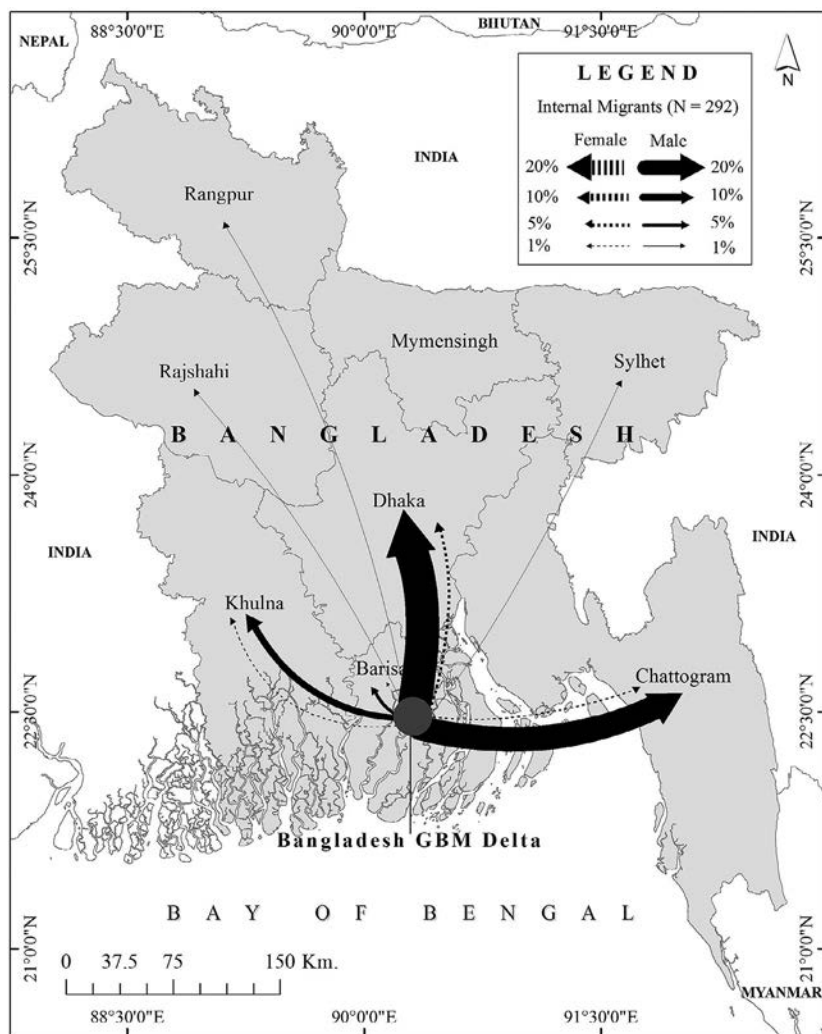 88°30'0"E 90°0'0"E 91°30'0"E
NEPAL
BHUTAN
LEGEND
Internal Migrants (N = 292)
Female Male
20% 20%
10% 10%
5% 5%
1% 1%
N
INDIA
Rangpur
25°30'0"N 25°30'0"N
Mymensingh
Rajshahi
Sylhet
BANGLADESH
24°0'0"N 24°0'0"N
Dhaka
INDIA
INDIA
Khulna
Barisa
Chattogram
22°30'0"N 22°30'0"N
Bangladesh GBM Delta
BAY OF BENGAL
21°0'0"N 21°0'0"N
0 37.5 75 150 Km.
MYANMAR
88°30'0"E 90°0'0"E 91°30'0"E